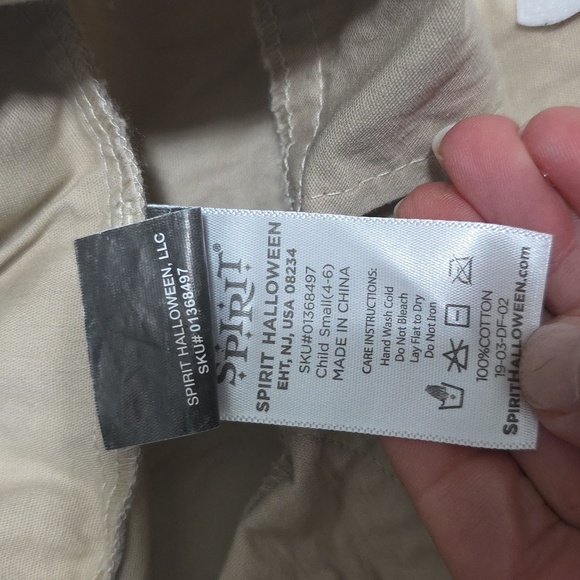 SPIRIT HALLOWEEN, LLC
SKU#01368497
SPIRIT®
SPIRIT HALLOWEEN
EHT, NJ, USA 08234
SKU#01368497
Child Small(4-6)
MADE IN CHINA
CARE INSTRUCTIONS:
Hand Wash Cold
Do Not Bleach
Lay Flat to Dry
Do Not Iron
100%COTTON
19-03-DF-02
SPIRITHALLOWEEN.com